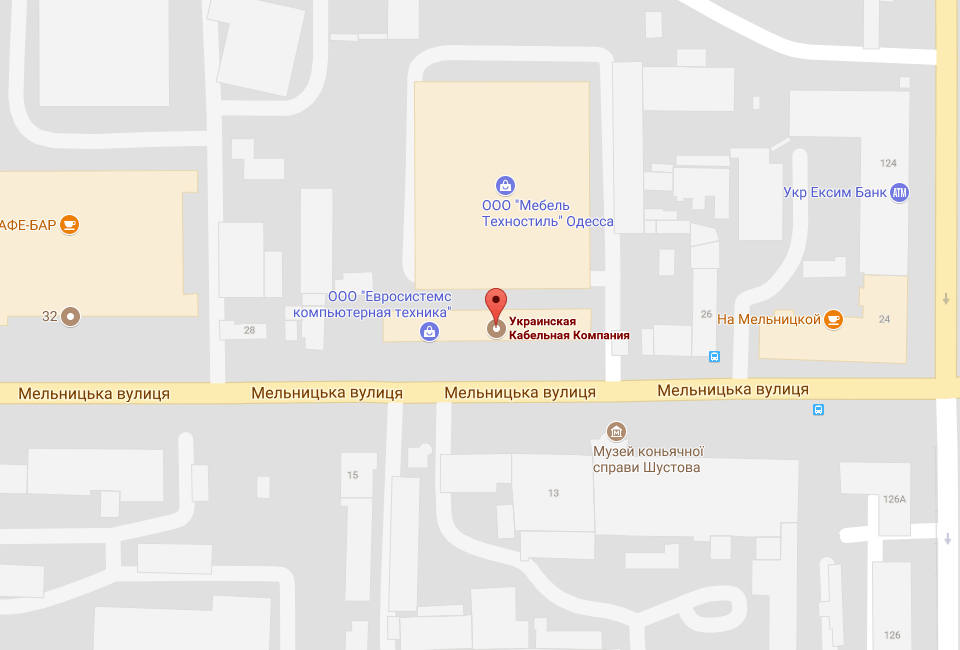 124
Укр Ексим Банк
ATM
ООО "Мебель
Техностиль" Одесса
АФЕ-БАР
ООО "Евросистемс
компьютерная техника"
32
28
Украинская
Кабельная Компания
26
На Мельницкой
24
Мельницька вулиця
Мельницька вулиця
Мельницька вулиця
Мельницька вулиця
Музей коньячної
справи Шустова
15
13
126А
126